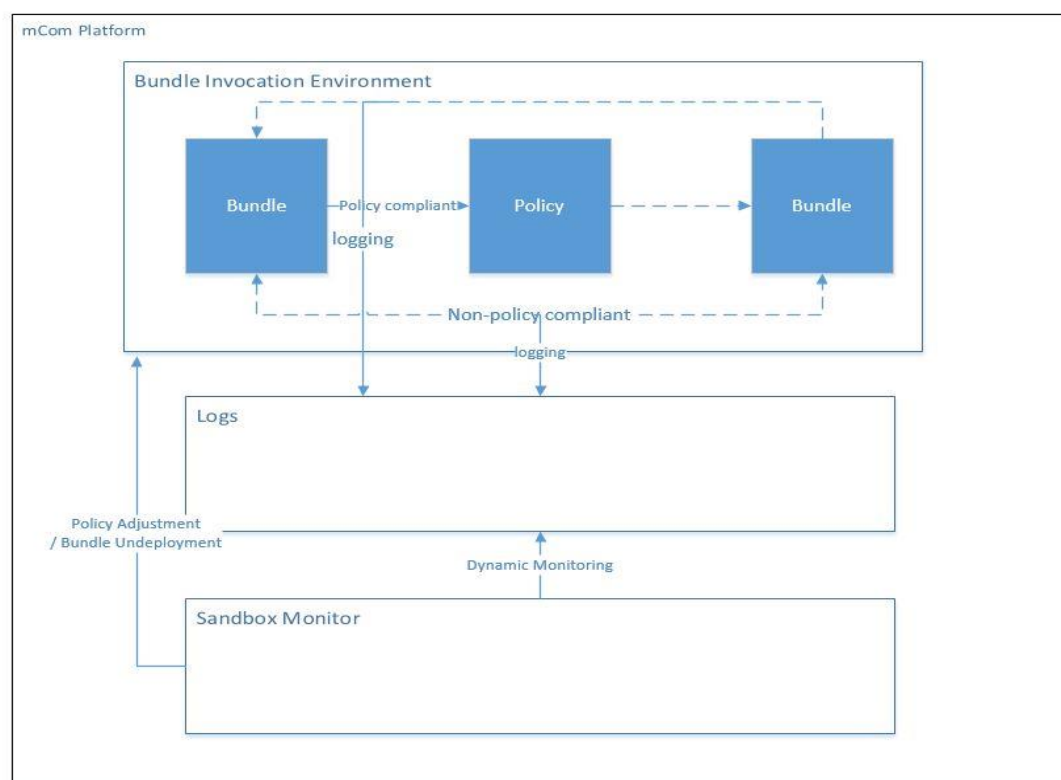 mCom Platform
Bundle Invocation Environment
Bundle
Policy compliant
Policy
Bundle
logging
Non-policy compliant
logging
Logs
Policy Adjustment
/ Bundle Undeployment
Dynamic Monitoring
Sandbox Monitor